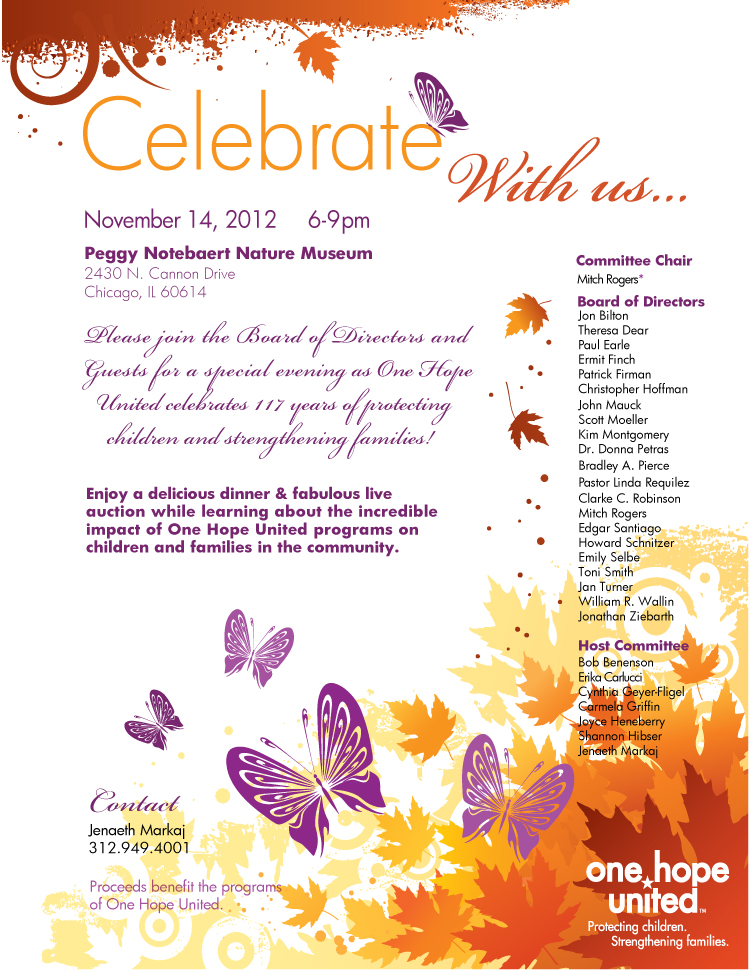 Celebrate
With us...
November 14, 2012 6-9pm
Peggy Notebaert Nature Museum
2430 N. Cannon Drive
Chicago, IL 60614
Please join the Board of Directors and
Guests for a special evening as One Hope
United celebrates 117 years of protecting
children and strengthening families!
Enjoy a delicious dinner & fabulous live
auction while learning about the incredible
impact of One Hope United programs on
children and families in the community.
Committee Chair
Mitch Rogers*
Board of Directors
Jon Bilton
Theresa Dear
Paul Earle
Ermit Finch
Patrick Firman
Christopher Hoffman
John Mauck
Scott Moeller
Kim Montgomery
Dr. Donna Petras
Bradley A. Pierce
Pastor Linda Requilez
Clarke C. Robinson
Mitch Rogers
Edgar Santiago
Howard Schnitzer
Emily Selbe
Toni Smith
Jan Turner
William R. Wallin
Jonathan Ziebarth
Host Committee
Bob Benenson
Erika Carlucci
Cynthia Geyer-Fligel
Carmela Griffin
Joyce Heneberry
Shannon Hibser
Jenaeth Markaj
Contact
Jenaeth Markaj
312.949.4001
Proceeds benefit the programs
of One Hope United.
one hope
united™
Protecting children.
Strengthening families.